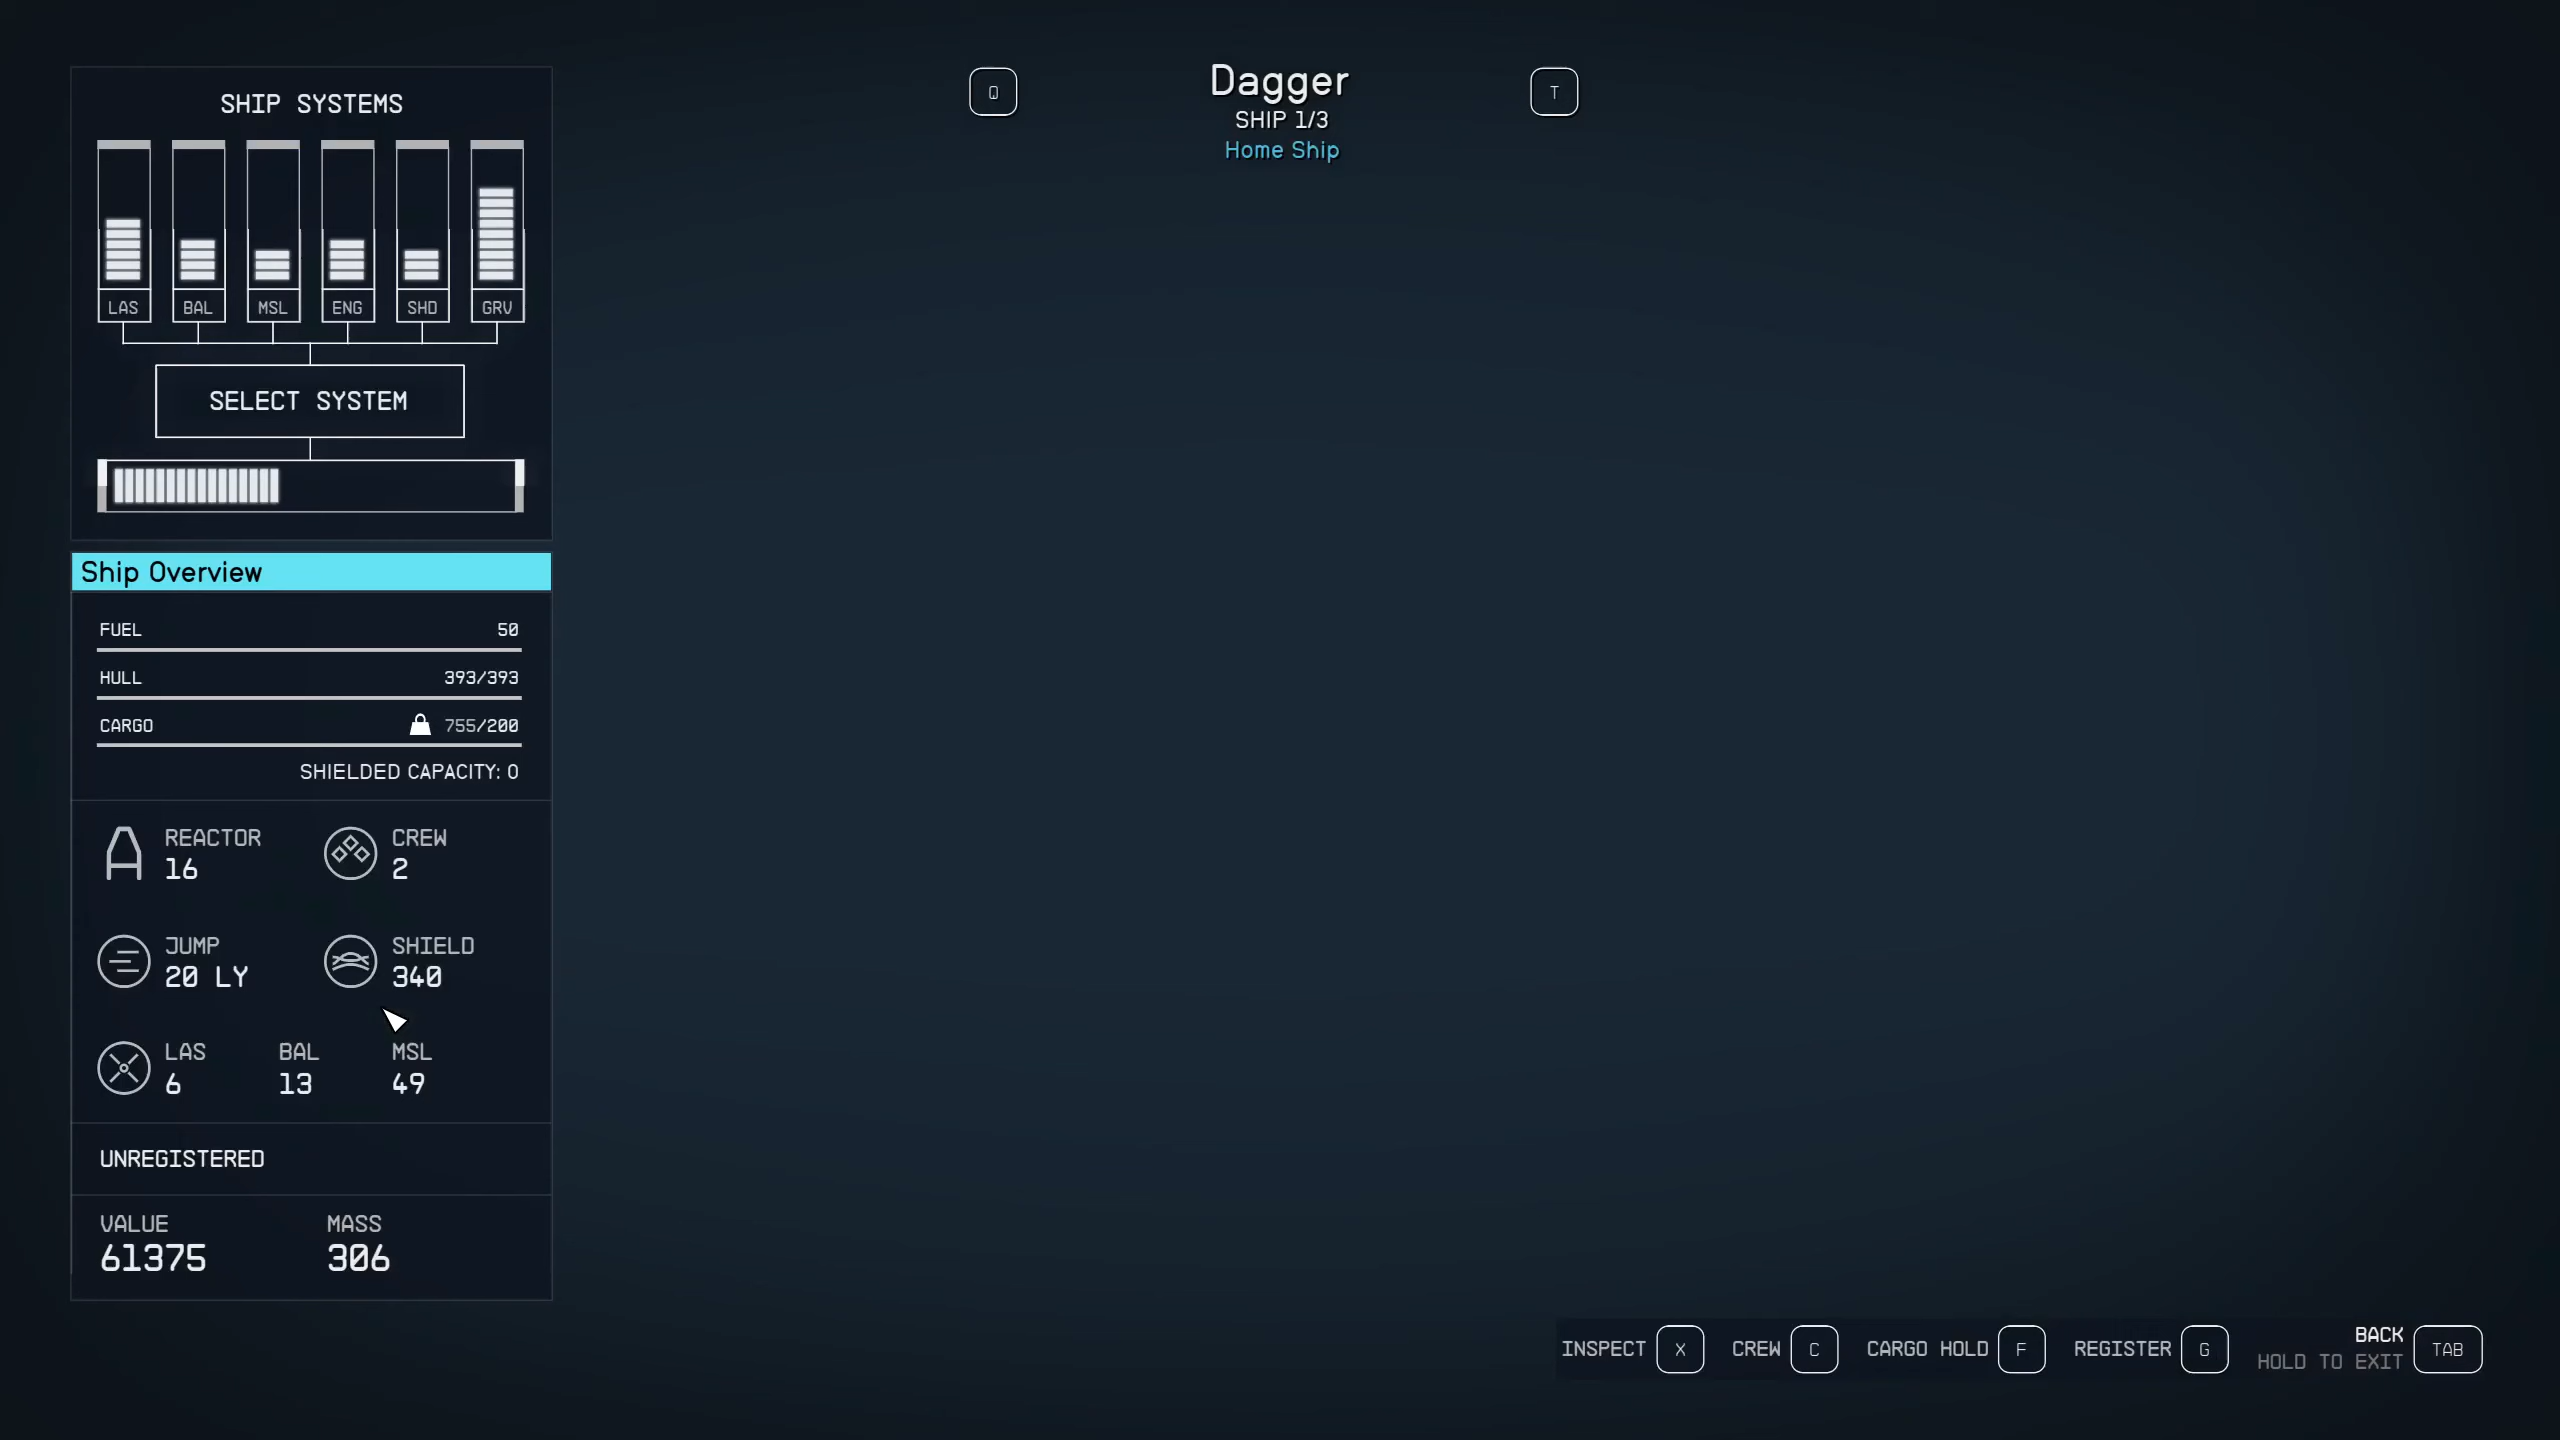 SHIP SYSTEMS
LAS BAL MSL ENG SHD GRV
SELECT SYSTEM
Q
Dagger
T
SHIP 1/3
Home Ship
Ship Overview
FUEL 50
HULL 393/393
CARGO 755/200
SHIELDED CAPACITY: 0
REACTOR CREW
16 2
JUMP SHIELD
20 LY 340
LAS BAL MSL
6 13 49
UNREGISTERED
VALUE MASS
61375 306
INSPECT X CREW C CARGO HOLD F REGISTER G BACK TAB
HOLD TO EXIT